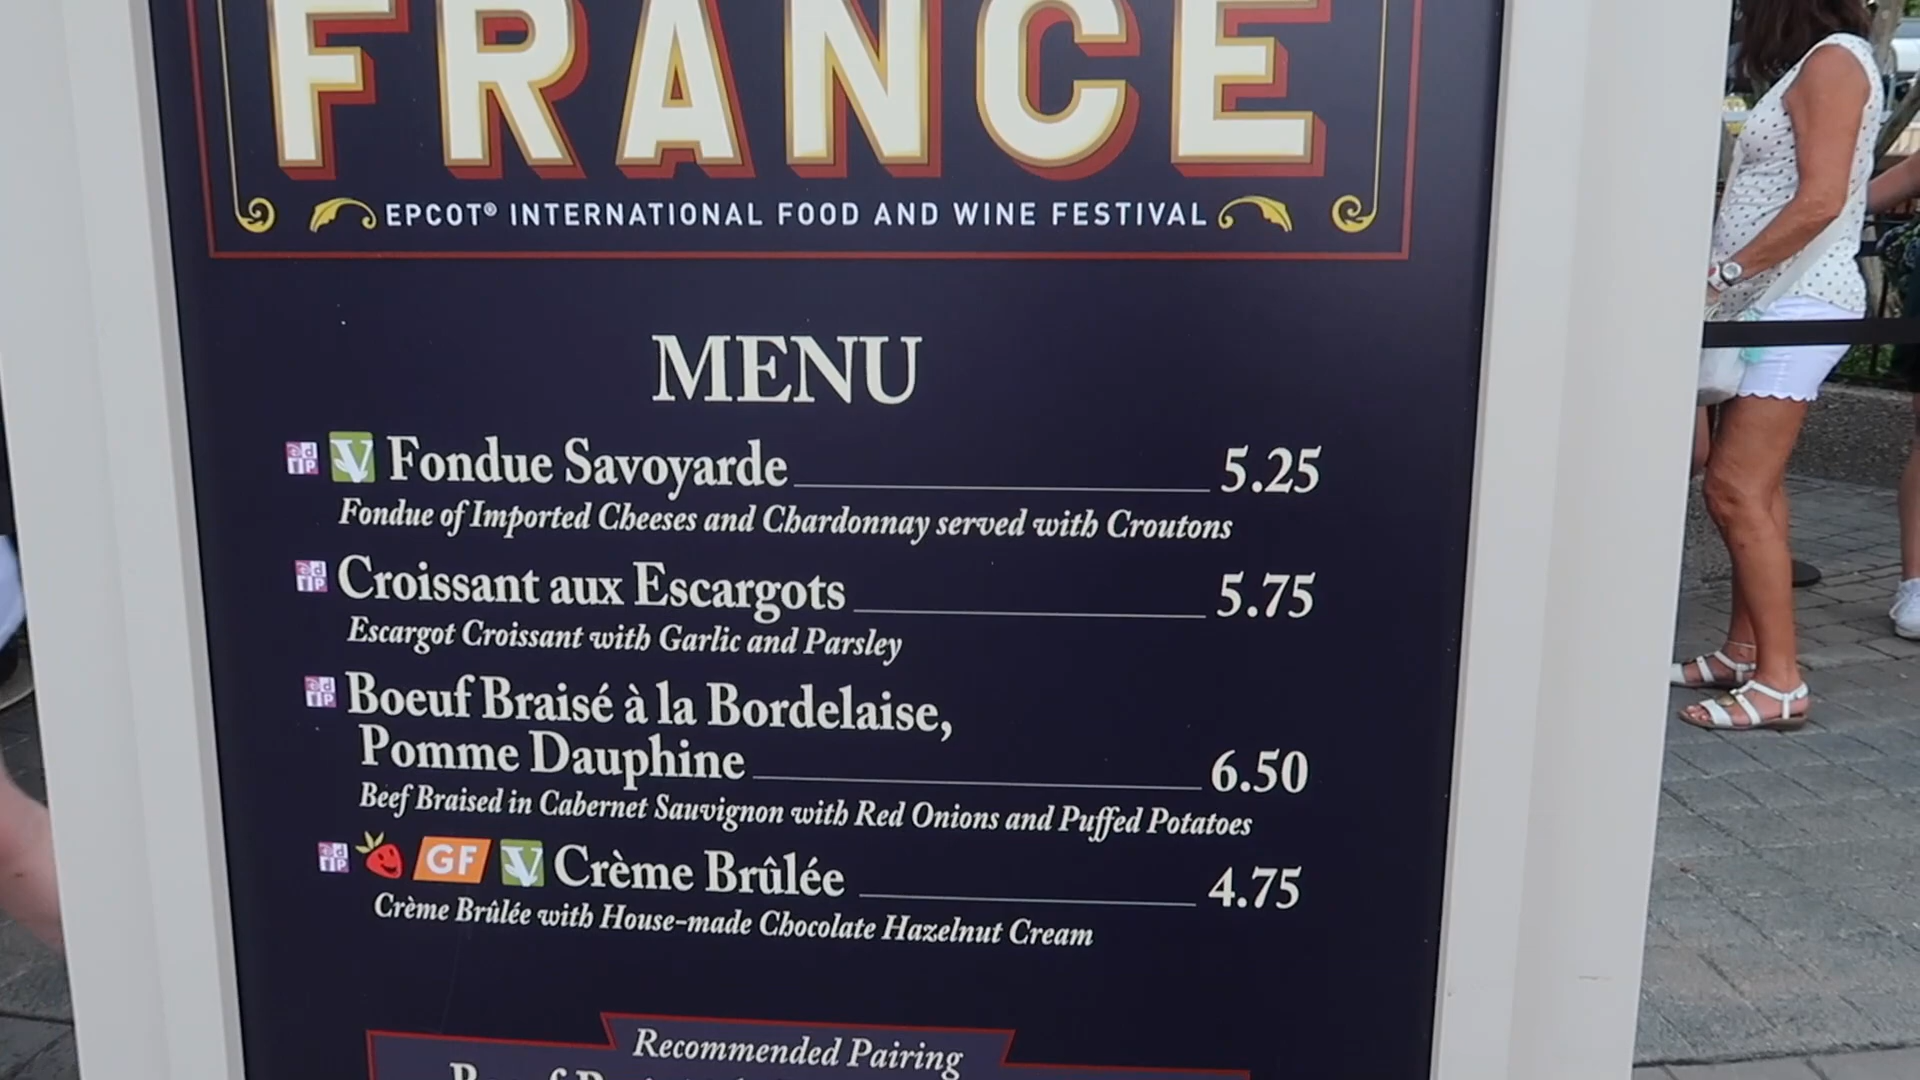 FRANCE
EPCOT® INTERNATIONAL FOOD AND WINE FESTIVAL
MENU
V Fondue Savoyarde 5.25
Fondue of Imported Cheeses and Chardonnay served with Croutons
Croissant aux Escargots 5.75
Escargot Croissant with Garlic and Parsley
Boeuf Braisé à la Bordelaise,
Pomme Dauphine 6.50
Beef Braised in Cabernet Sauvignon with Red Onions and Puffed Potatoes
GF V Crème Brûlée 4.75
Crème Brûlée with House-made Chocolate Hazelnut Cream
Recommended Pairing